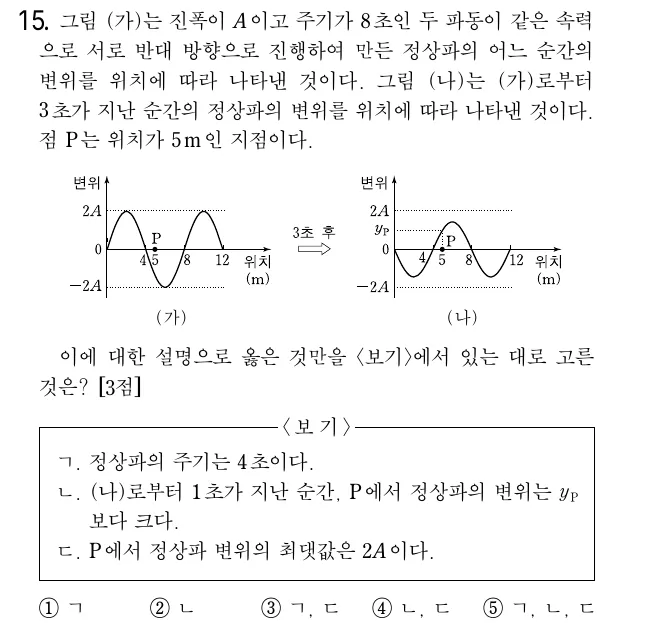 15. 그림 (가)는 진폭이 A이고 주기가 8초인 두 파동이 같은 속력
으로 서로 반대 방향으로 진행하여 만든 정상파의 어느 순간의
변위를 위치에 따라 나타낸 것이다. 그림 (나)는 (가)로부터
3초가 지난 순간의 정상파의 변위를 위치에 따라 나타낸 것이다.
점 P는 위치가 5m인 지점이다.
변위
2A
P
0
4 5 8 12 위치
(m)
-2A
(가)
3초 후
변위
2A
yP
P
0
4 5 8 12 위치
(m)
-2A
(나)
이에 대한 설명으로 옳은 것만을 <보기>에서 있는 대로 고른
것은? [3점]
<보 기>
ㄱ. 정상파의 주기는 4초이다.
ㄴ. (나)로부터 1초가 지난 순간, P에서 정상파의 변위는 yP
보다 크다.
ㄷ. P에서 정상파 변위의 최댓값은 2A이다.
① ㄱ ② ㄴ ③ ㄱ, ㄷ ④ ㄴ, ㄷ ⑤ ㄱ, ㄴ, ㄷ